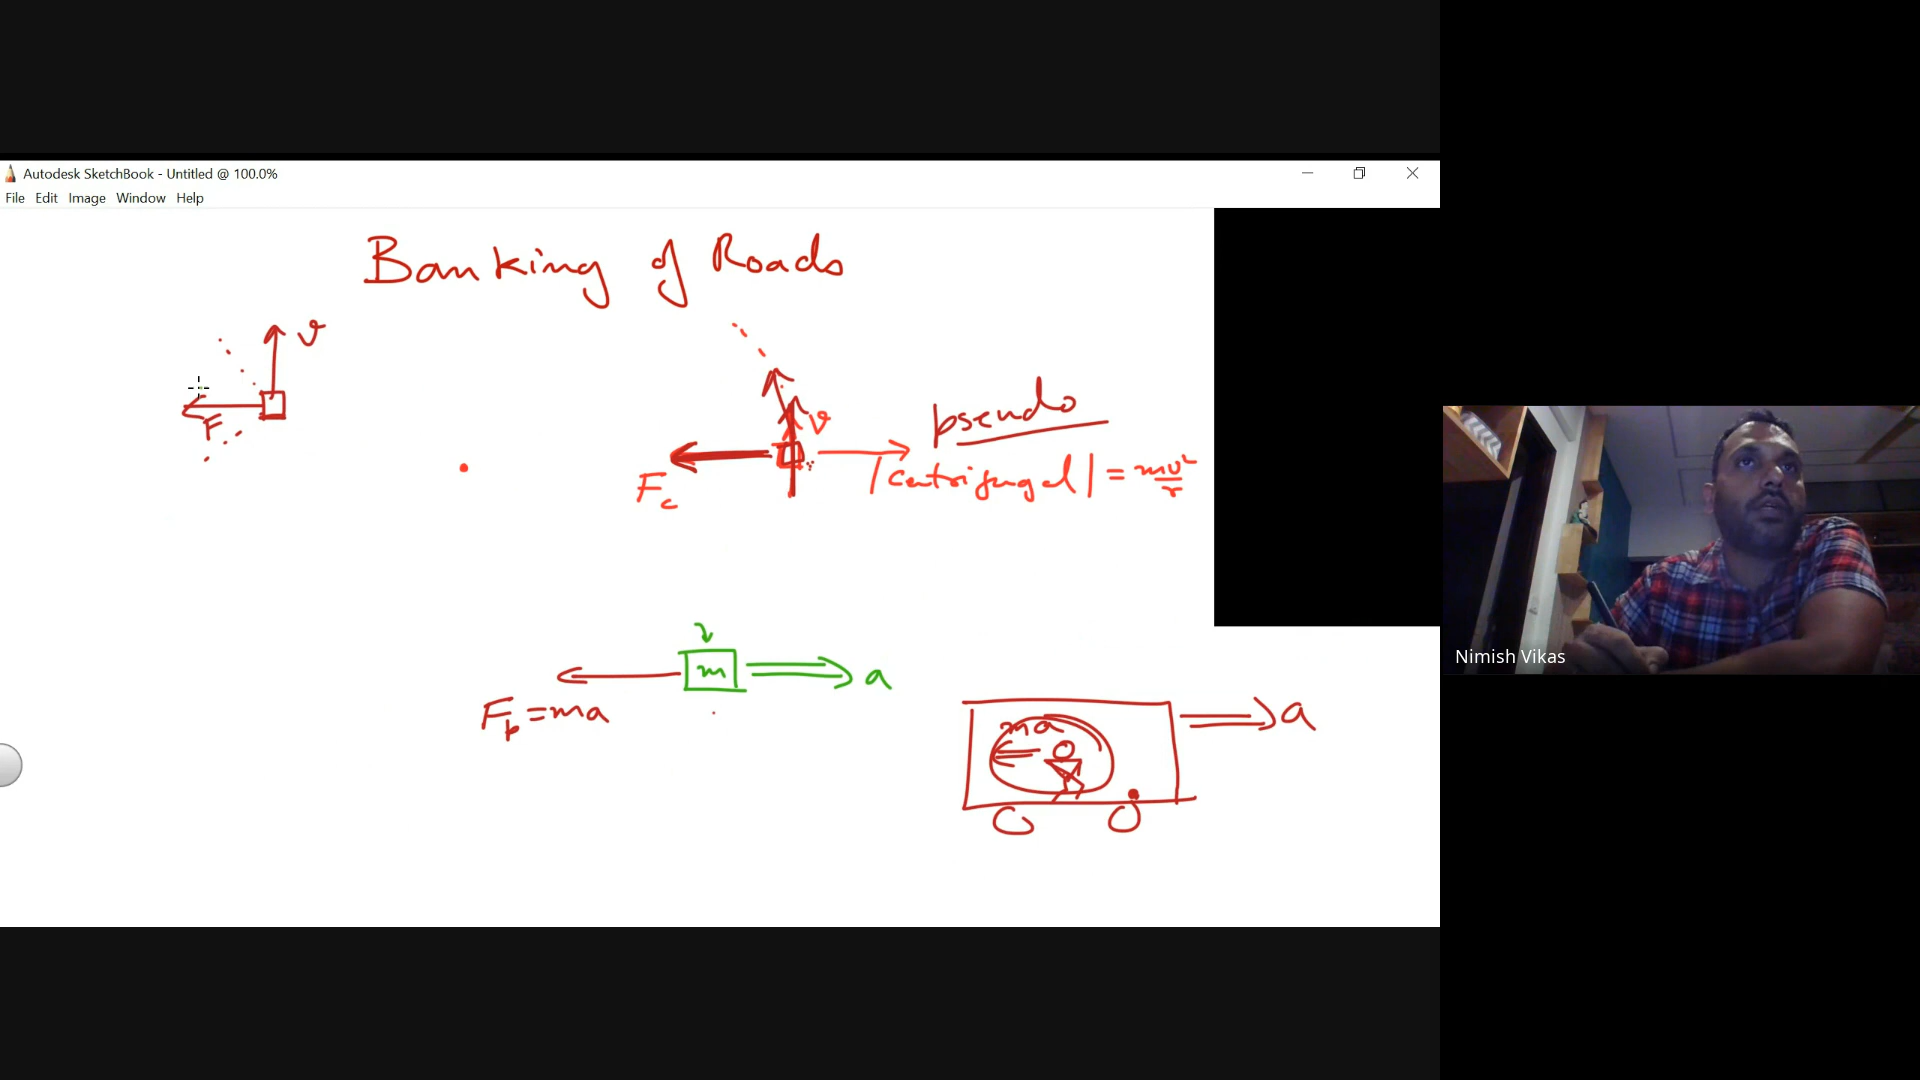 Autodesk SketchBook - Untitled @ 100.0%
File Edit Image Window Help
Banking of Roads
v
F
v
Fc
psendo
|Centrifugal| = mv²/r
m
a
Fp = ma
ma
a
Nimish Vikas